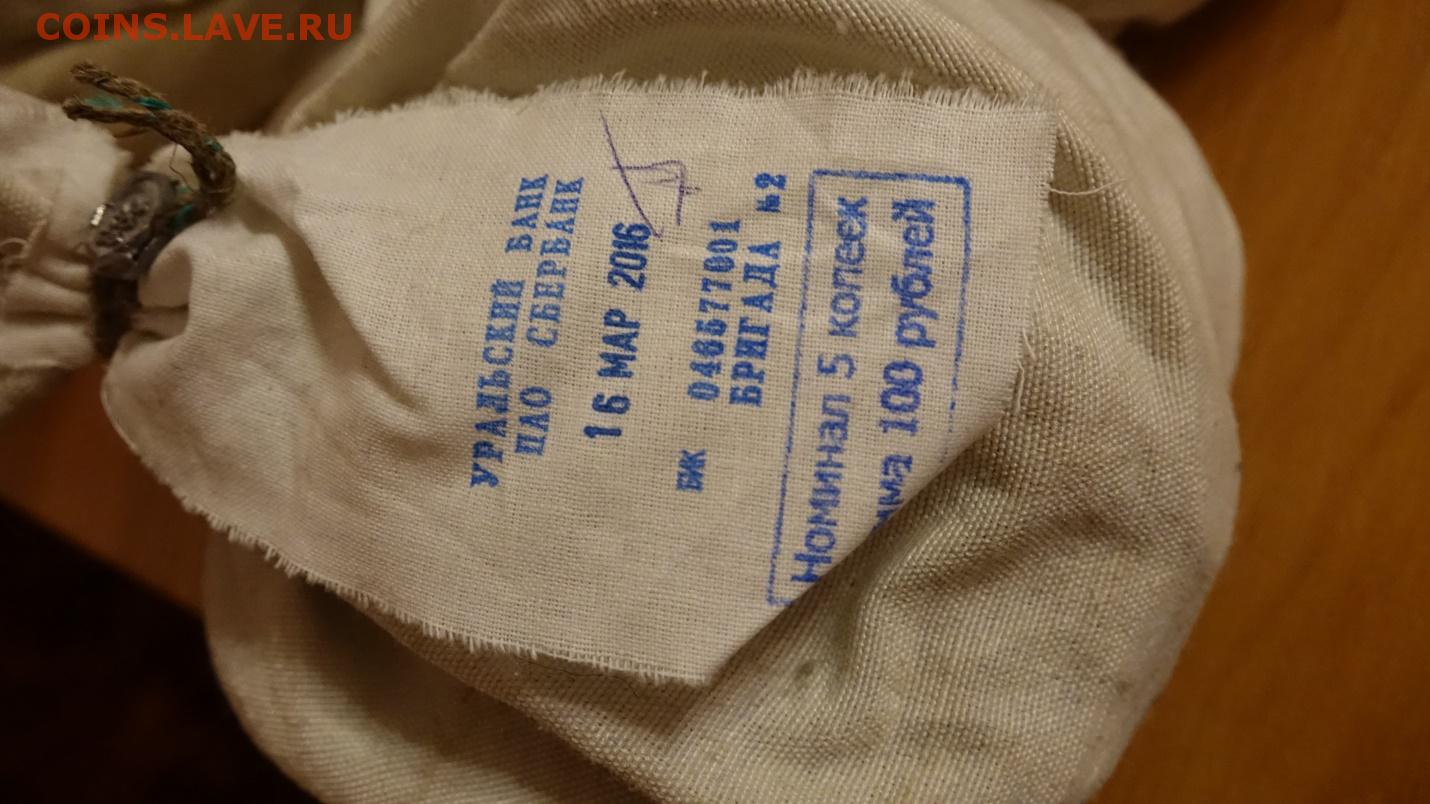 COINS.LAVE.RU
УРАЛЬСКИЙ БАНК
ПАО СБЕРБАНК
16 МАР 2016
БИК 046577001
БРИГАДА №2
Номинал 5 копеек
100 рублей